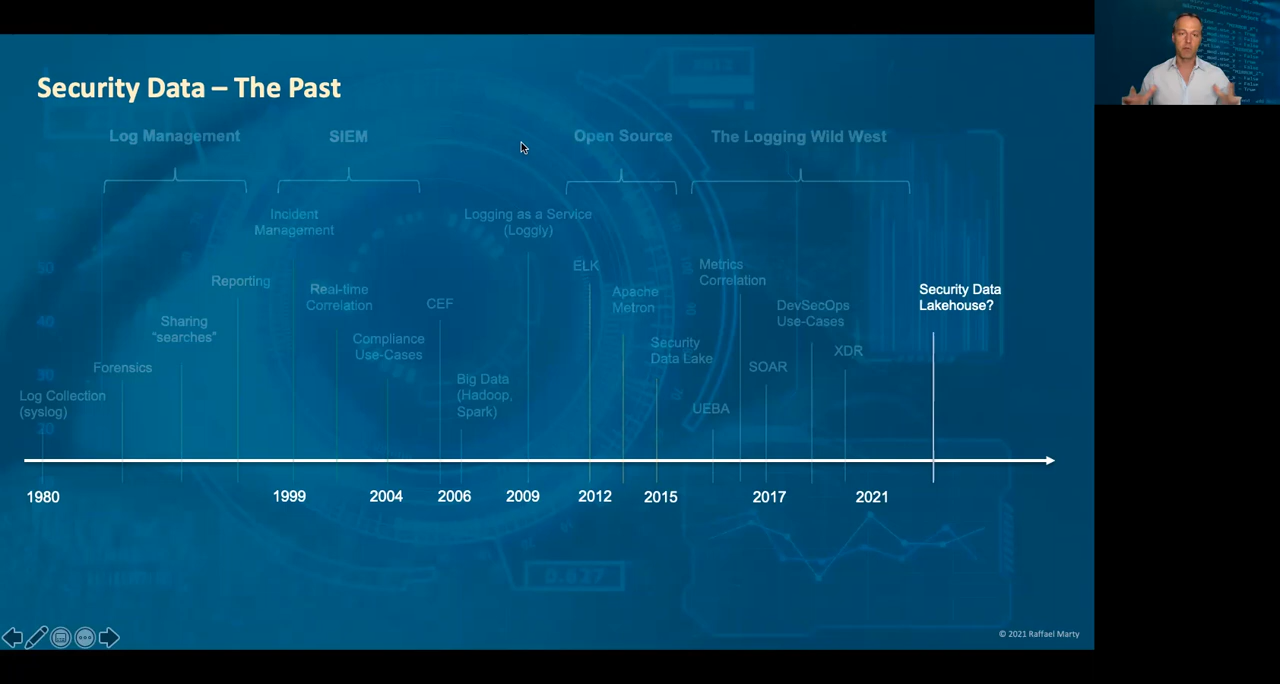 Security Data – The Past
Log Management
SIEM
Open Source
The Logging Wild West
Incident
Management
Logging as a Service
(Loggly)
Reporting
Real-time
Correlation
CEF
ELK
Metrics
Correlation
Apache
Metron
Security Data
Lakehouse?
DevSecOps
Use-Cases
Sharing
“searches”
Compliance
Use-Cases
Security
Data Lake
XDR
Forensics
SOAR
Big Data
(Hadoop,
Spark)
Log Collection
(syslog)
UEBA
1980
1999
2004
2006
2009
2012
2015
2017
2021
0.627
© 2021 Raffael Marty